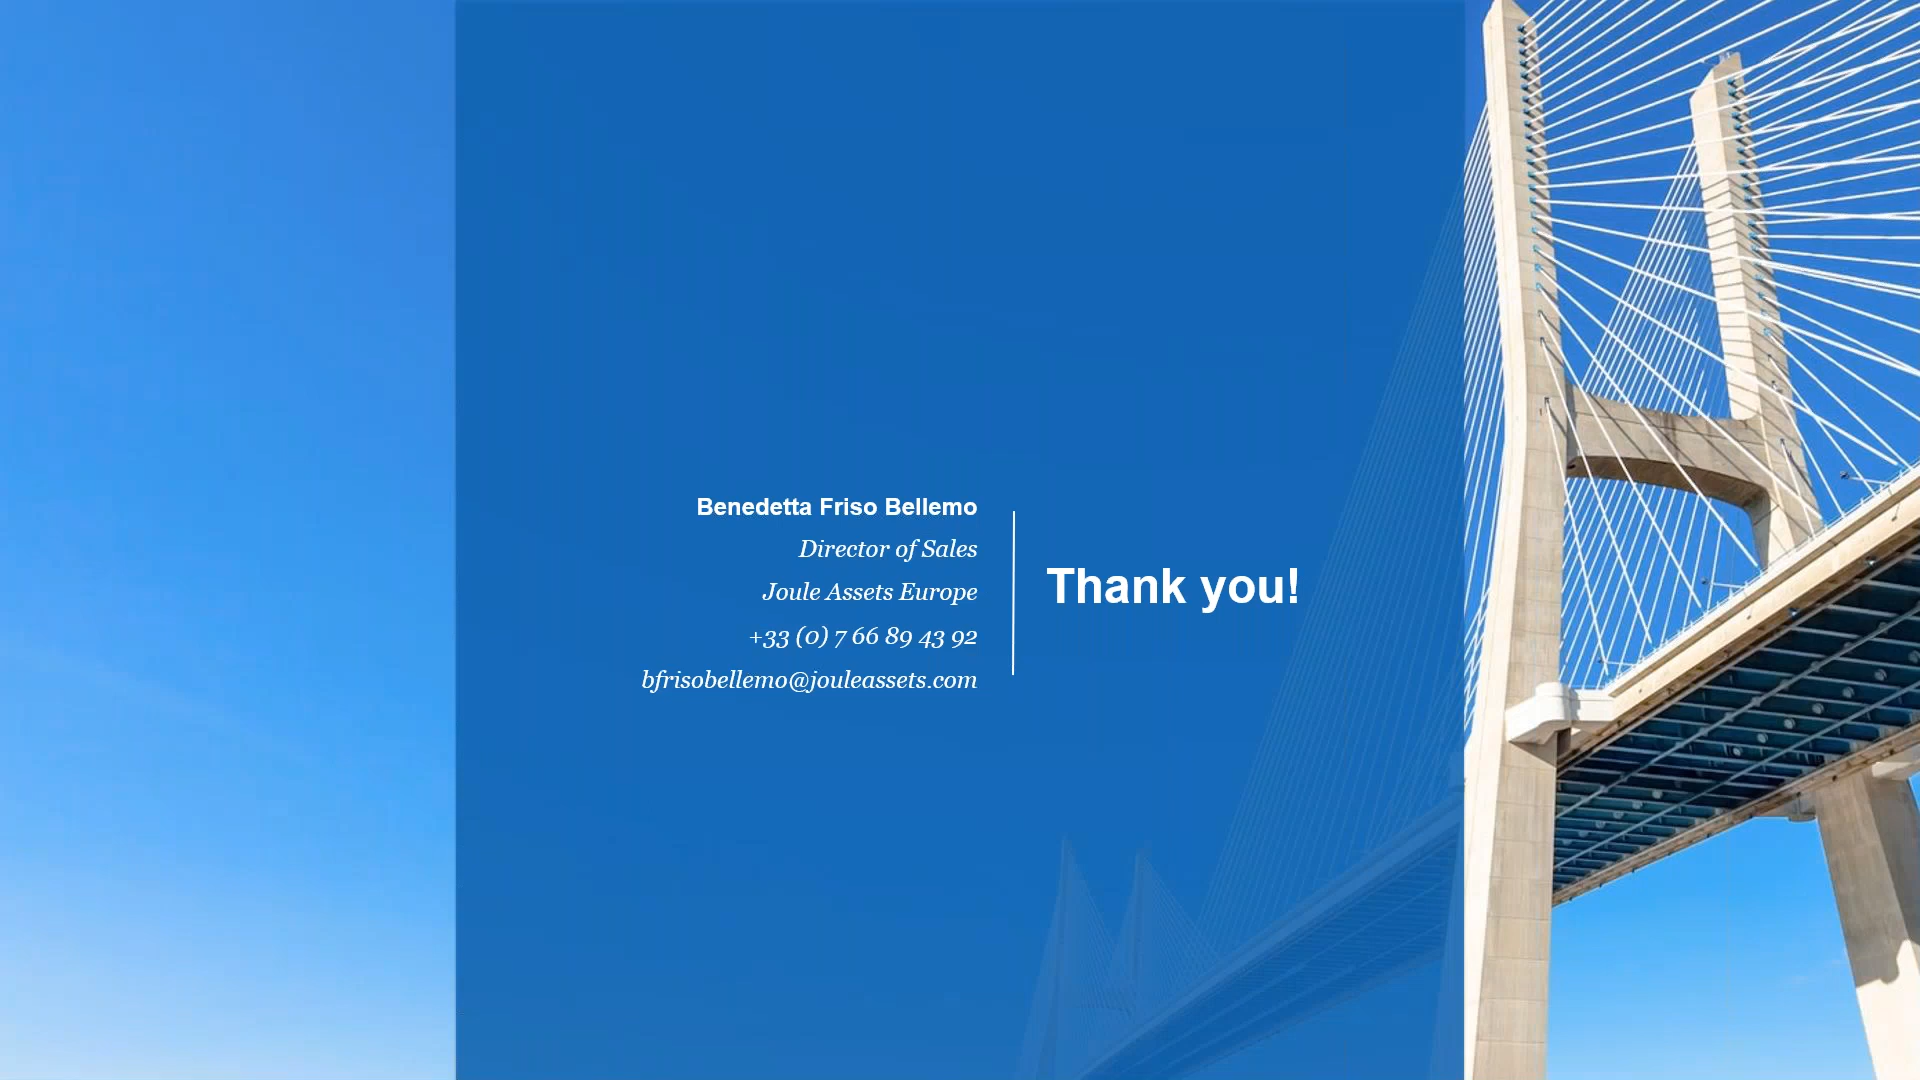 Benedetta Friso Bellemo
Director of Sales
Joule Assets Europe
+33 (0) 7 66 89 43 92
bfrisobellemo@jouleassets.com
Thank you!